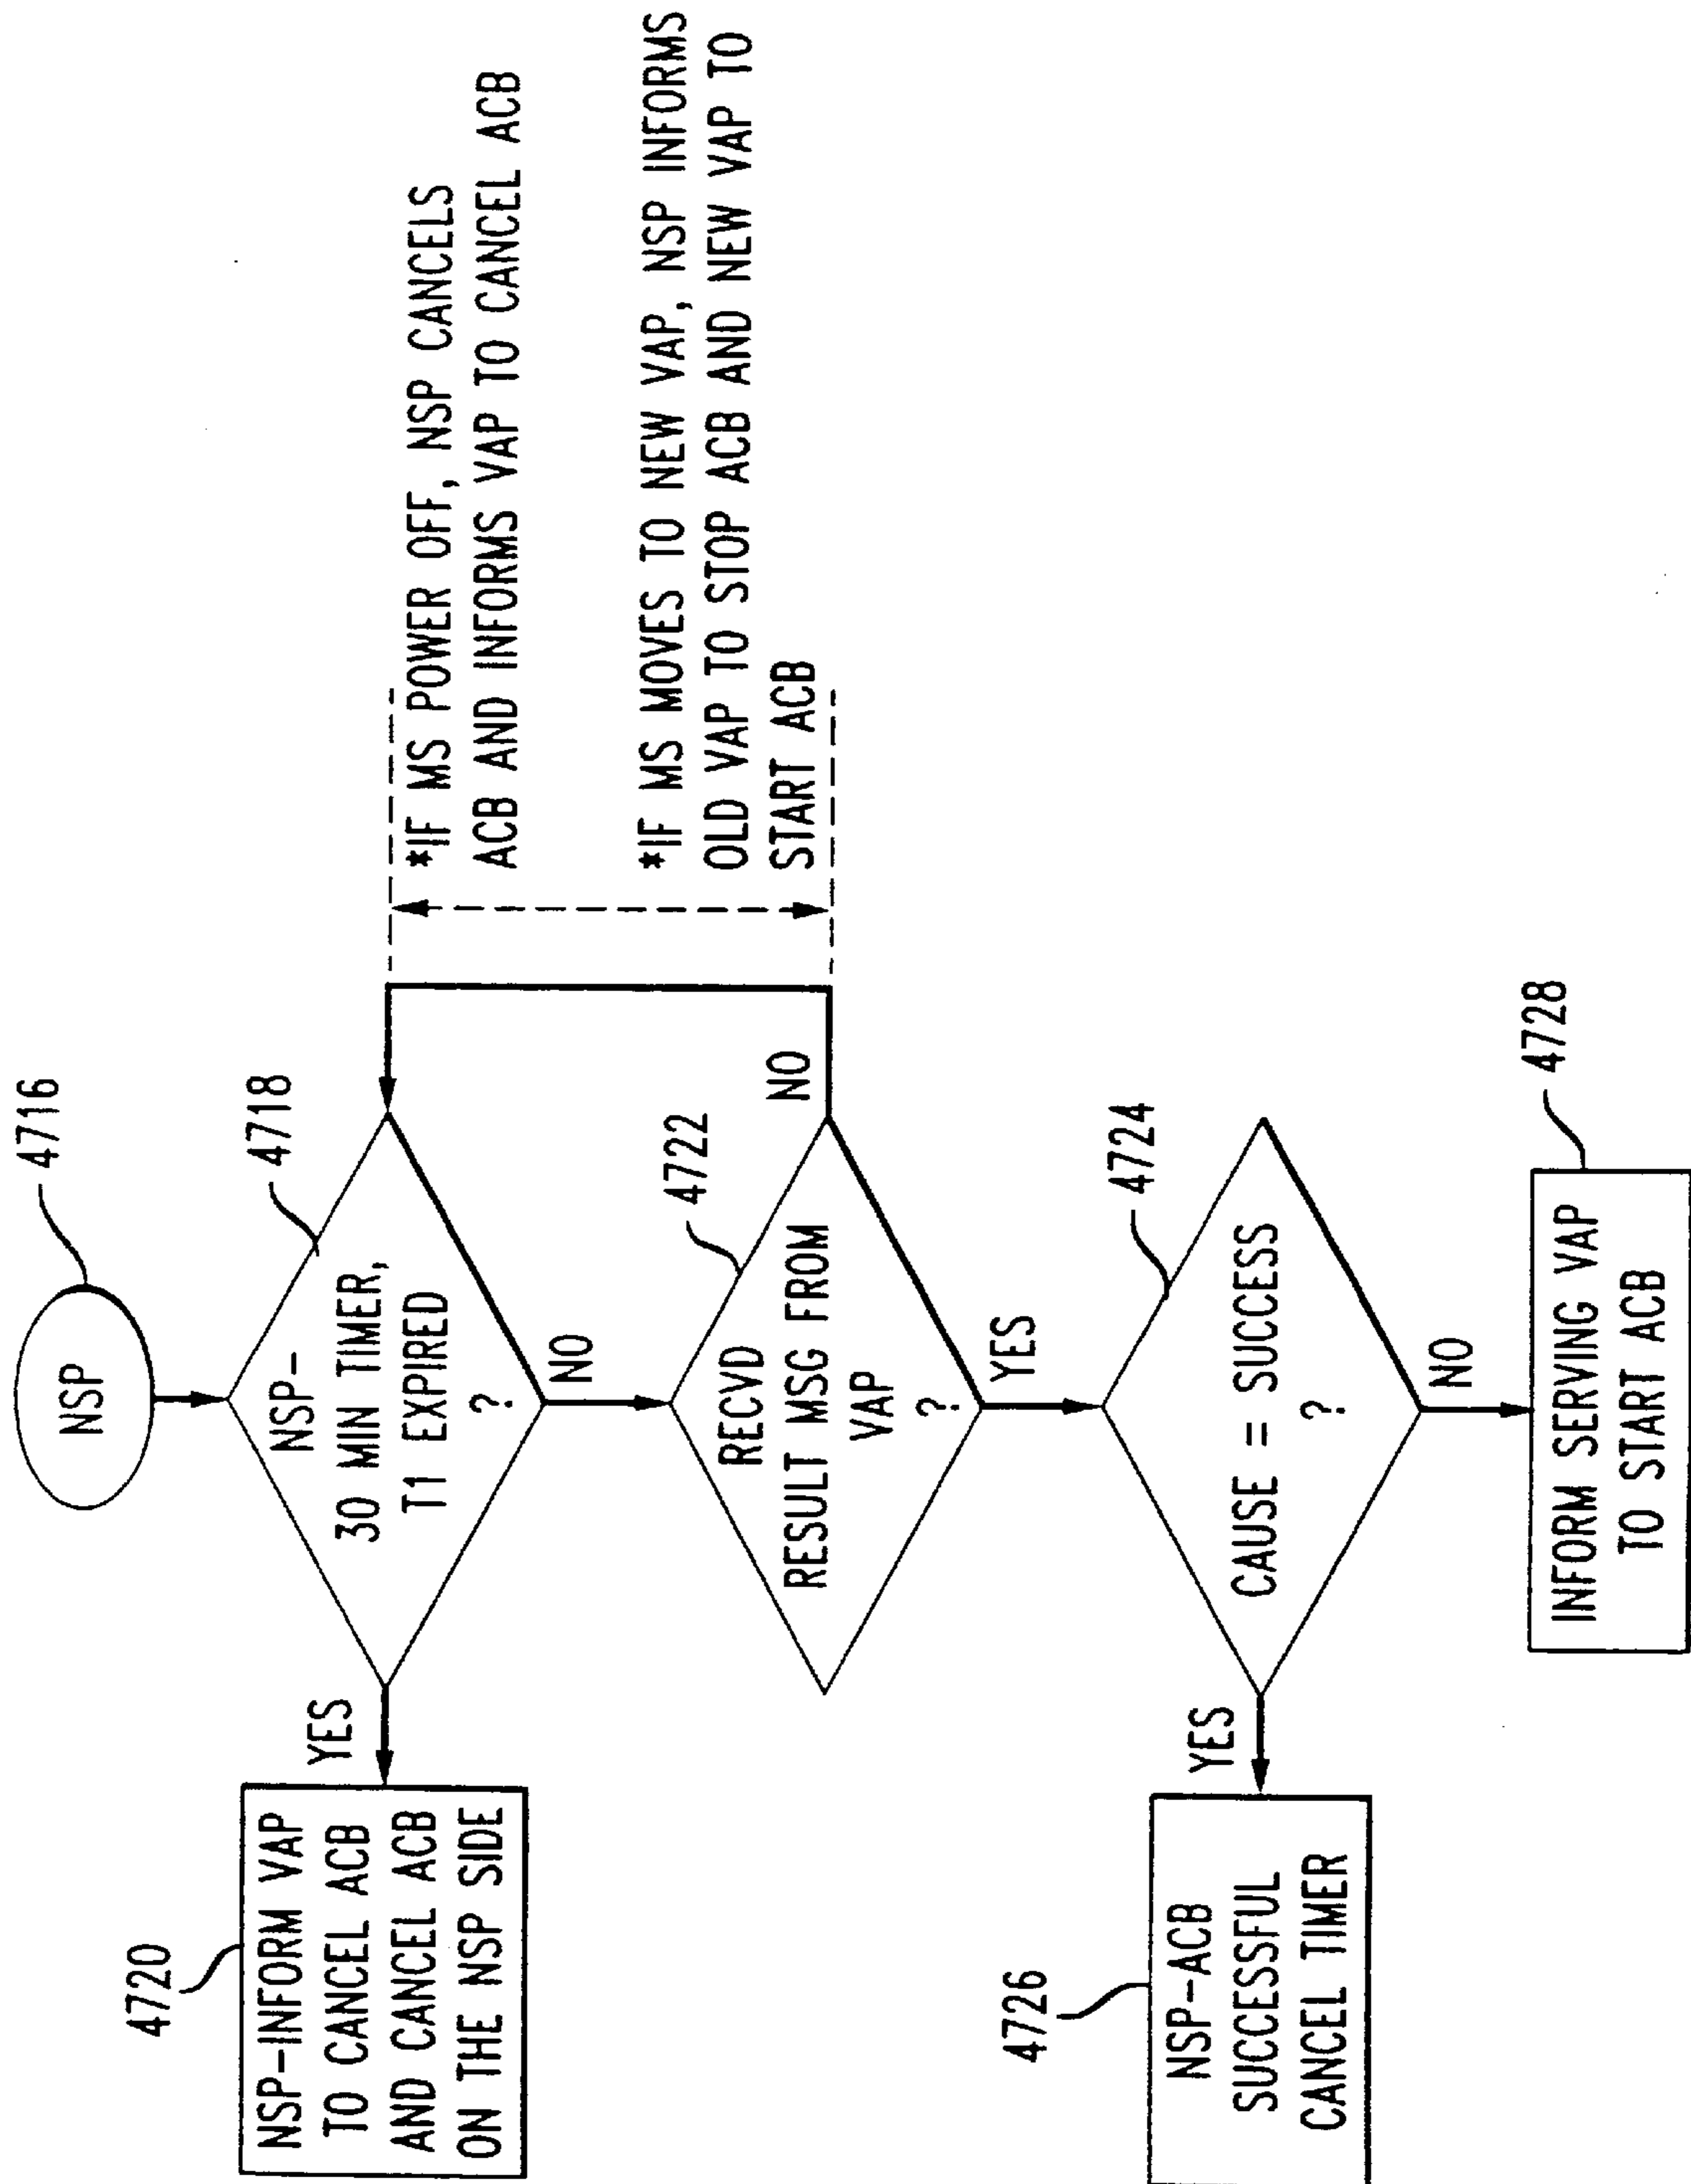 NSP
4716
NSP-
30 MIN TIMER,
T1 EXPIRED
?
4718
YES
NO
4720
NSP-INFORM VAP
TO CANCEL ACB
AND CANCEL ACB
ON THE NSP SIDE
*IF MS POWER OFF, NSP CANCELS
ACB AND INFORMS VAP TO CANCEL ACB
*IF MS MOVES TO NEW VAP, NSP INFORMS
OLD VAP TO STOP ACB AND NEW VAP TO
START ACB
RECVD
RESULT MSG FROM
VAP
?
4722
NO
YES
CAUSE = SUCCESS
?
4724
YES
NO
4726
NSP-ACB
SUCCESSFUL
CANCEL TIMER
INFORM SERVING VAP
TO START ACB
4728